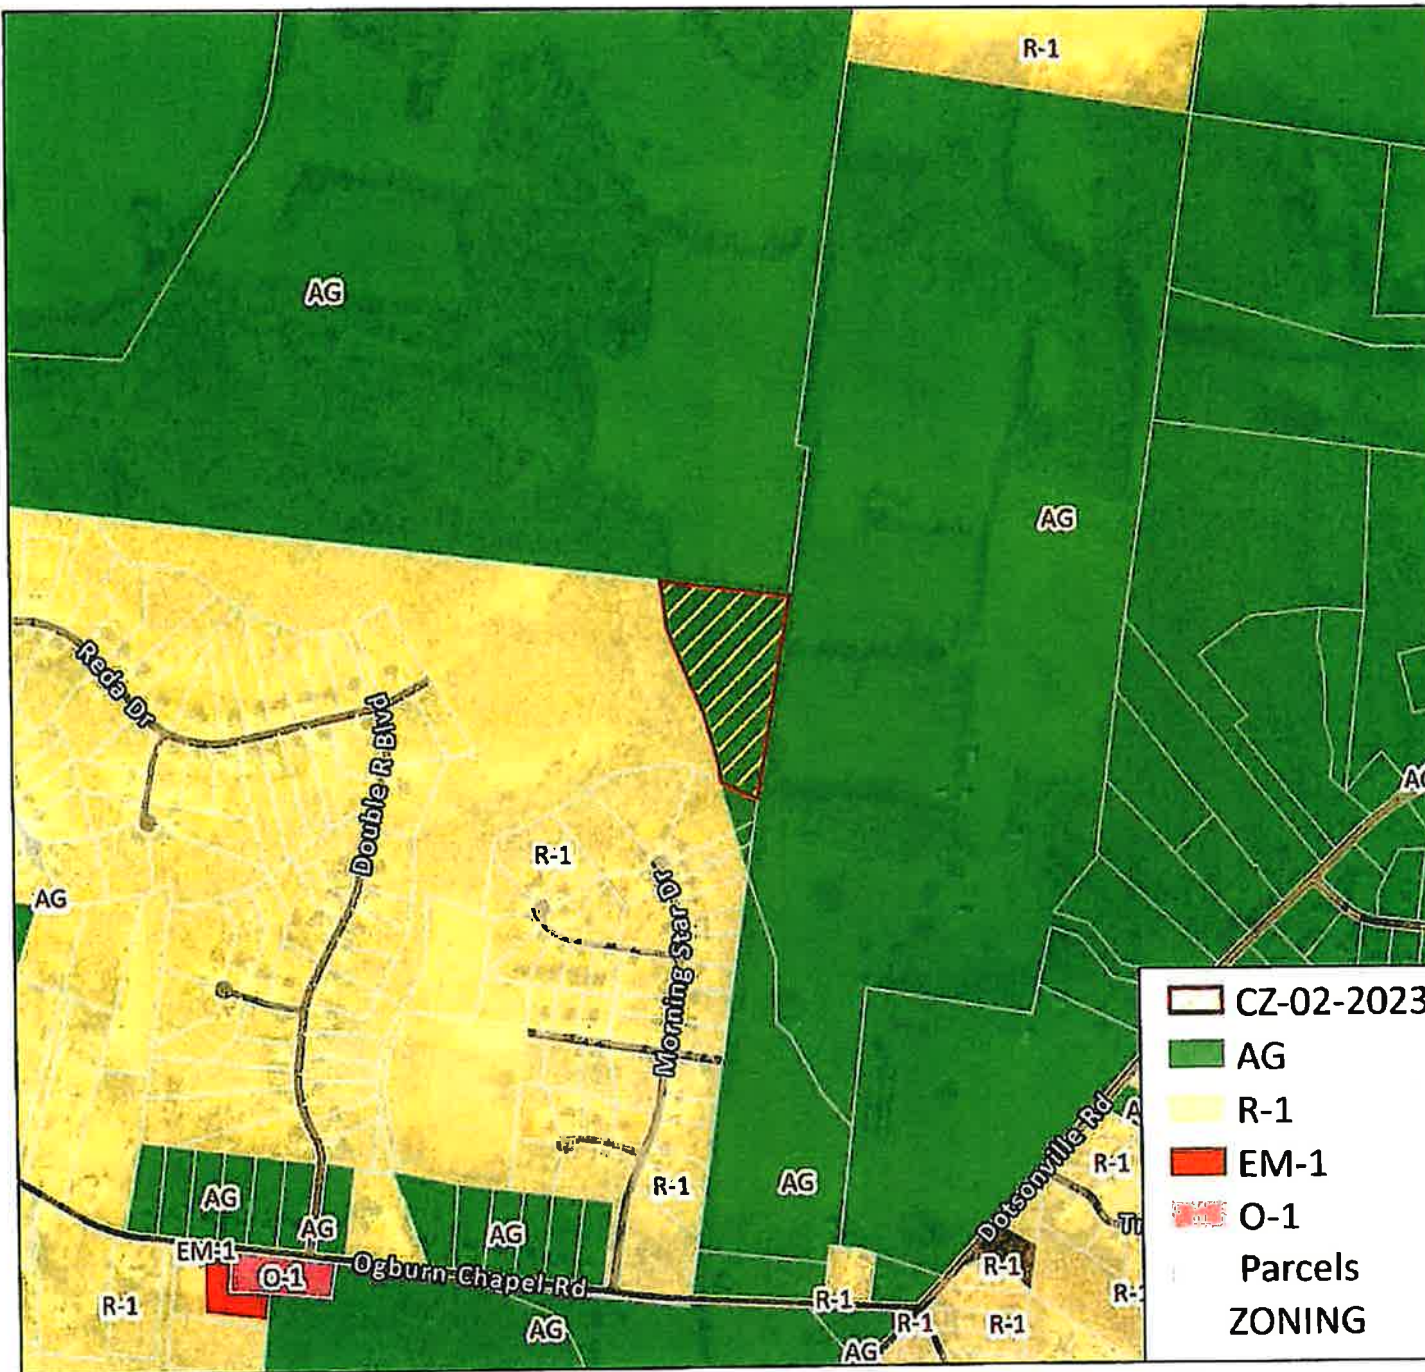 R-1
AG
AG
Reda Dr
Double R Blvd
AG
R-1
AG
Morning Star Dr
CZ-02-2023
AG
R-1
EM-1
O-1
Parcels
ZONING
Dotsonville Rd
R-1
AG
R-1
AG
AG
AG
EM-1
O-1
Ogburn Chapel Rd
R-1
R-1
R-1
R-1
R-1
AG
AG